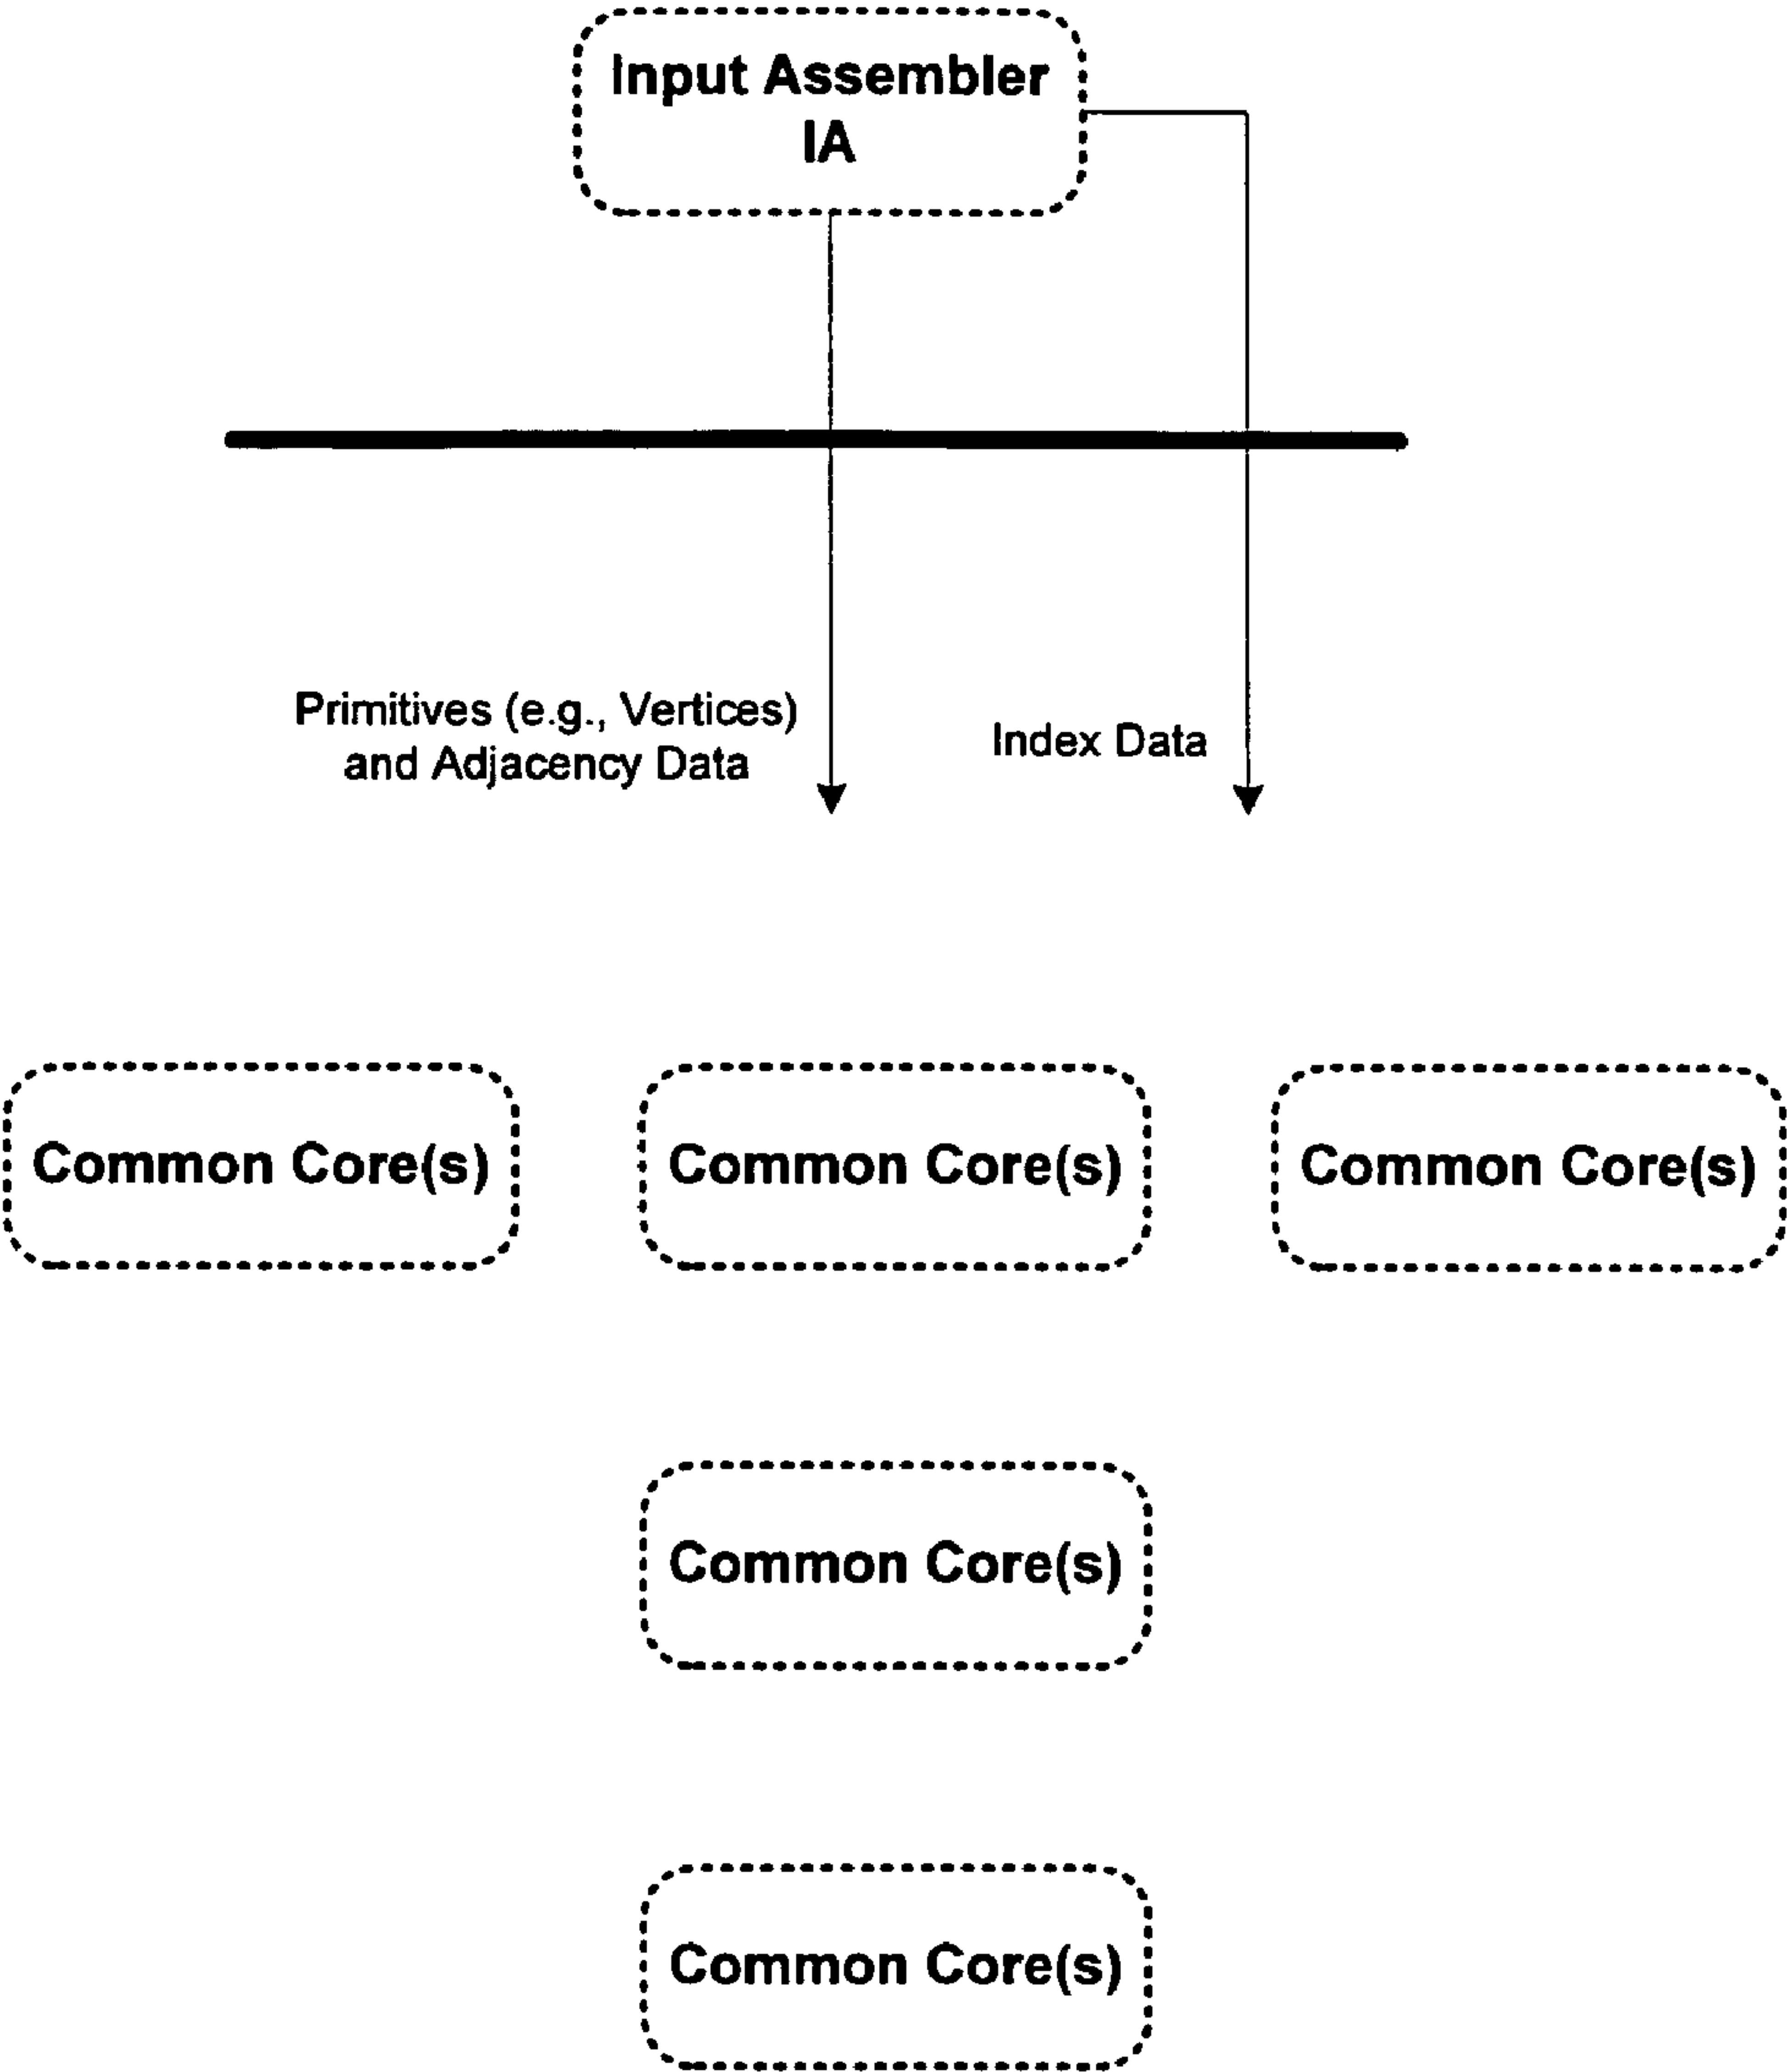 Input Assembler
IA
Primitives (e.g., Vertices)
and Adjacency Data
Index Data
Common Core(s)
Common Core(s)
Common Core(s)
Common Core(s)
Common Core(s)